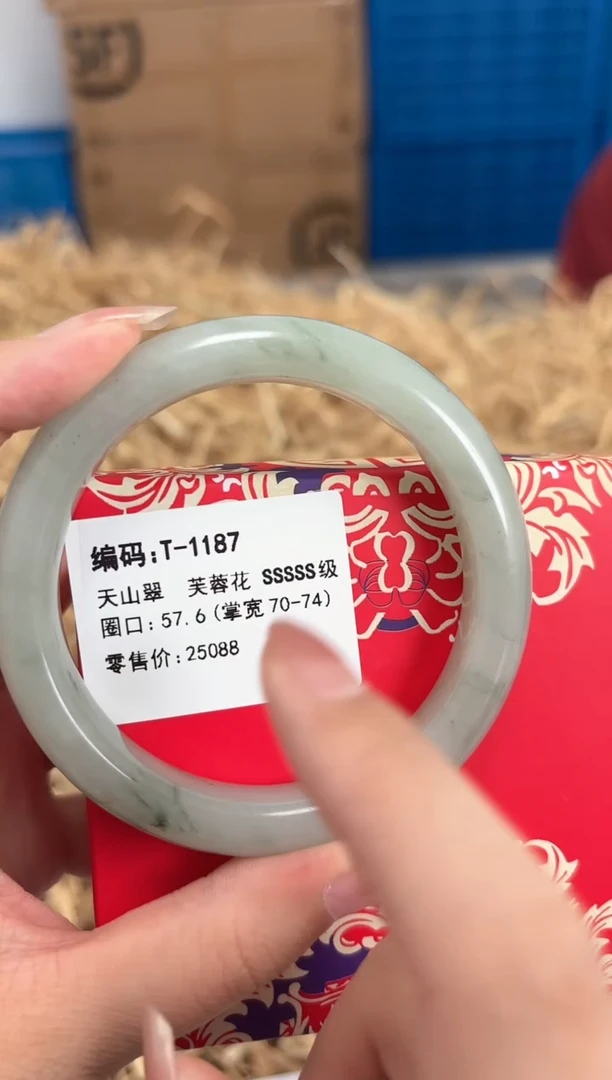 SF
编码:T-1187
天山翠 芙蓉花 SSSSS级
圈口:57.6(掌宽70-74)
零售价:25088